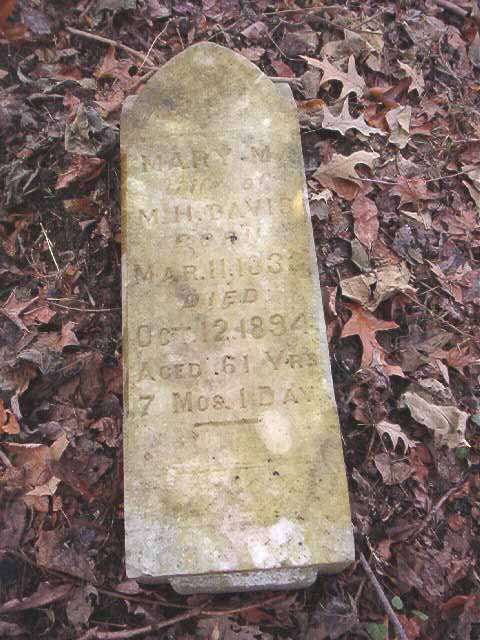 MARY M.
Wife of
M. H. DAVIS
BORN
MAR. 11, 1833
DIED
OCT. 12, 1894
AGED 61 YRS
7 MOS. 1 DAY